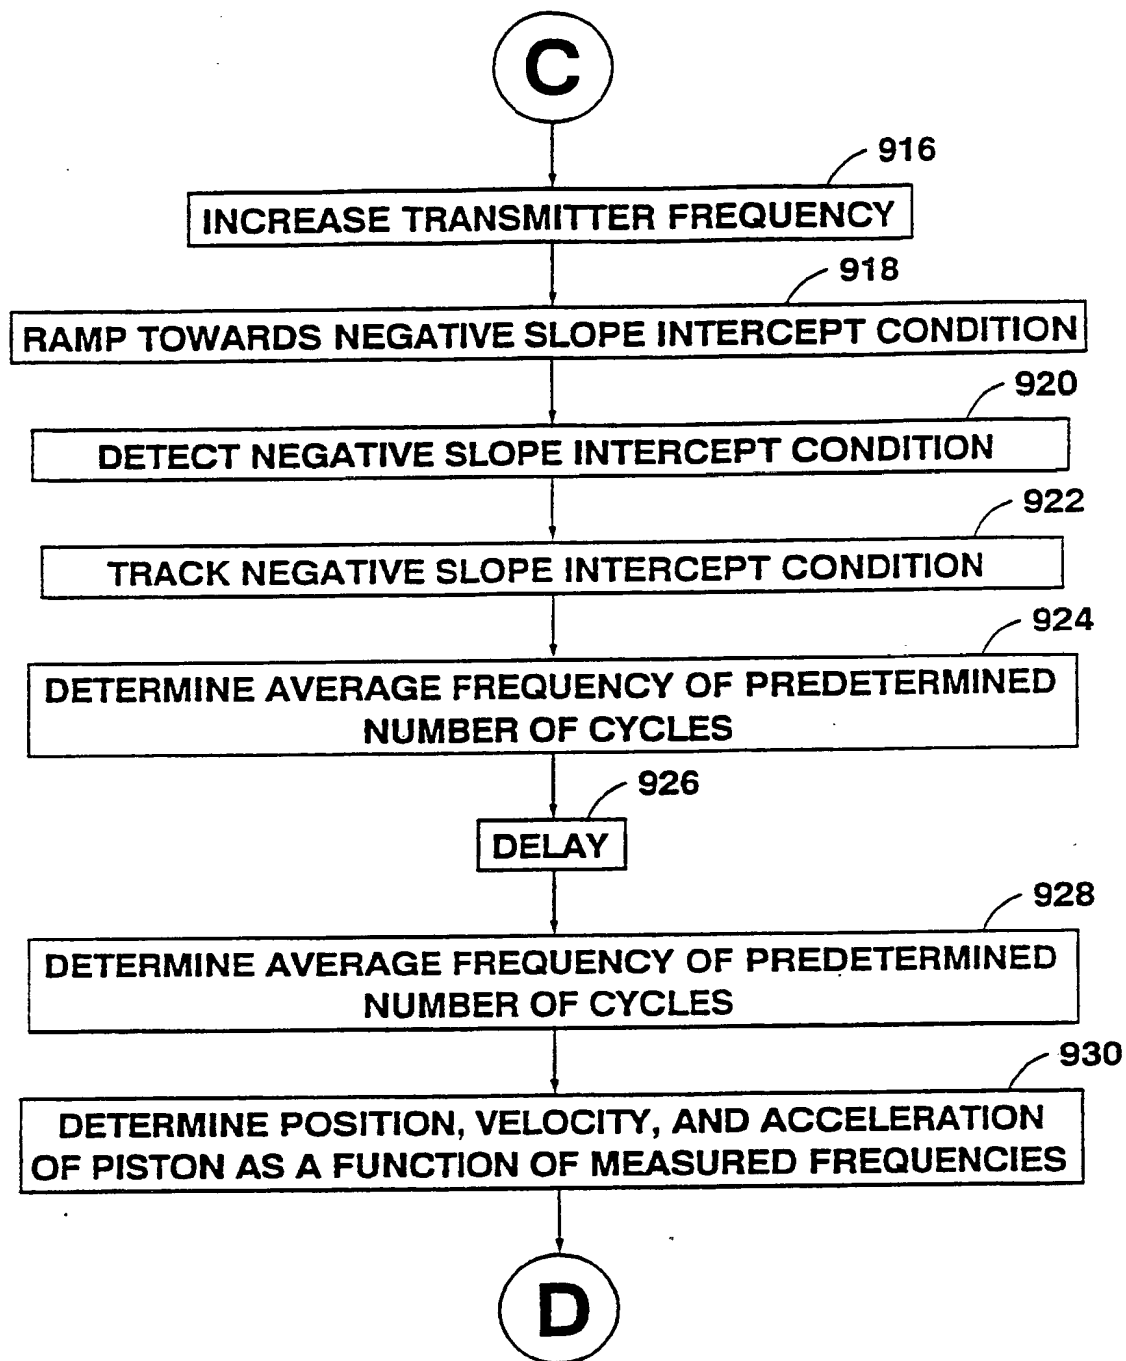 C
916
INCREASE TRANSMITTER FREQUENCY
918
RAMP TOWARDS NEGATIVE SLOPE INTERCEPT CONDITION
920
DETECT NEGATIVE SLOPE INTERCEPT CONDITION
922
TRACK NEGATIVE SLOPE INTERCEPT CONDITION
924
DETERMINE AVERAGE FREQUENCY OF PREDETERMINED
NUMBER OF CYCLES
926
DELAY
928
DETERMINE AVERAGE FREQUENCY OF PREDETERMINED
NUMBER OF CYCLES
930
DETERMINE POSITION, VELOCITY, AND ACCELERATION
OF PISTON AS A FUNCTION OF MEASURED FREQUENCIES
D